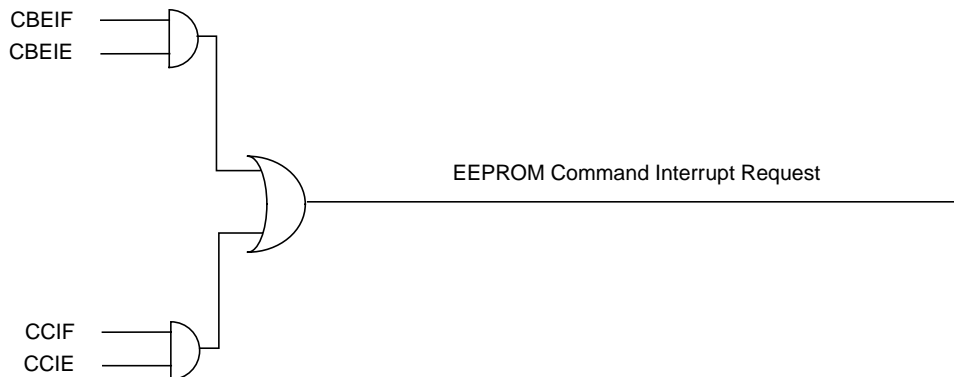 CBEIF
CBEIE
EEPROM Command Interrupt Request
CCIF
CCIE